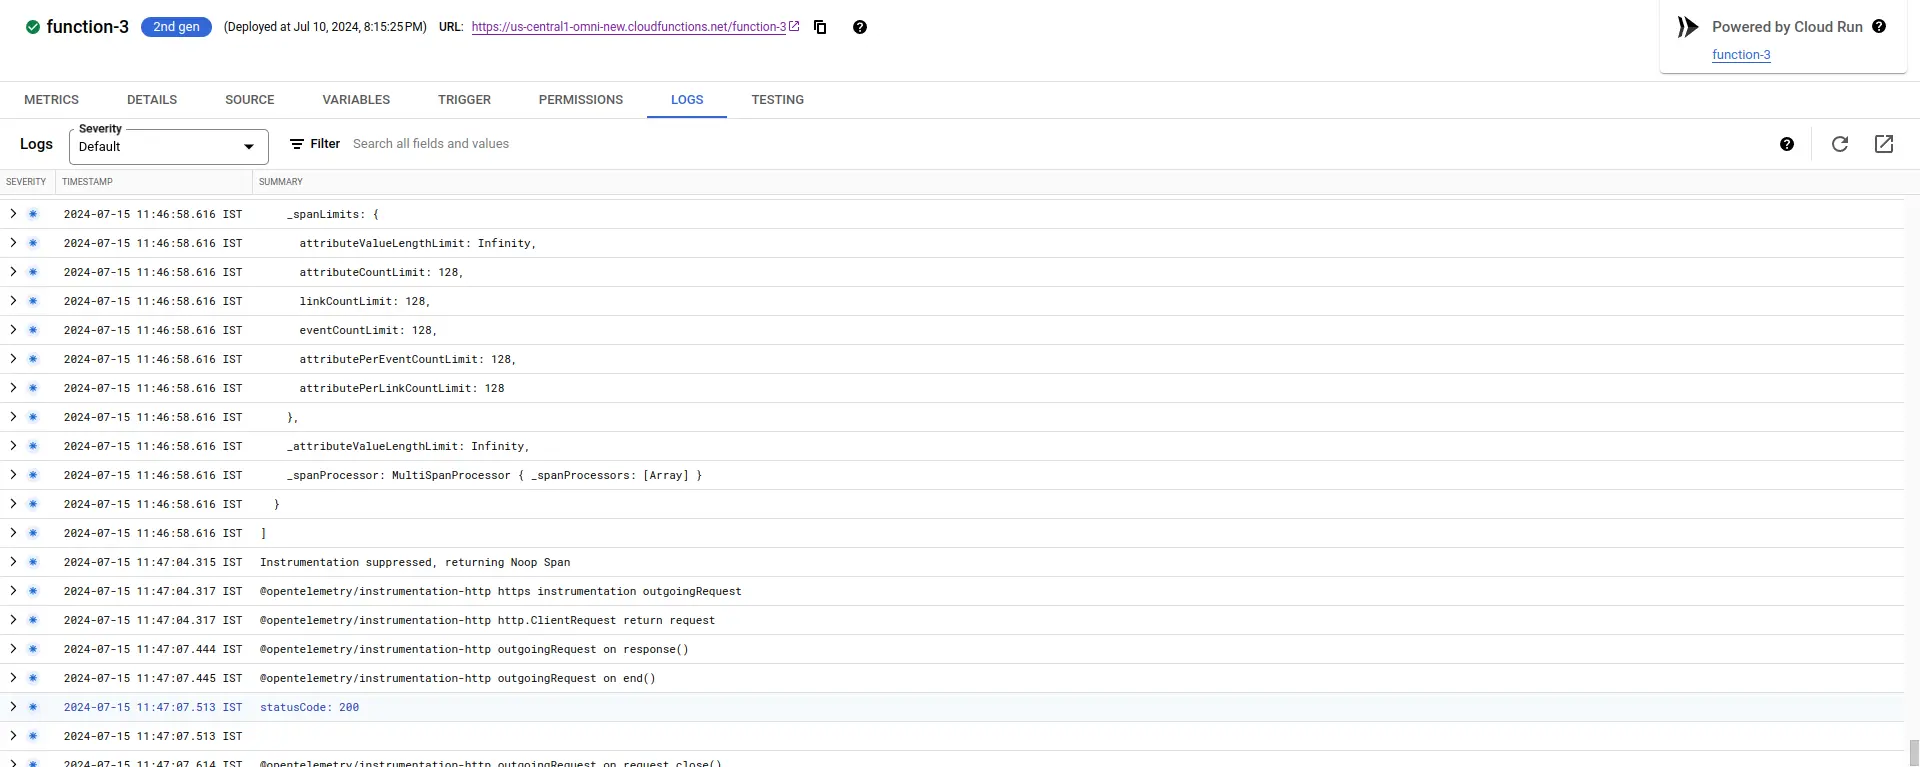 function-3 2nd gen (Deployed at Jul 10, 2024, 8:15:25 PM) URL: https://us-central1-omni-new.cloudfunctions.net/function-3
Powered by Cloud Run
function-3
METRICS DETAILS SOURCE VARIABLES TRIGGER PERMISSIONS LOGS TESTING
Logs Severity Default Filter Search all fields and values
SEVERITY TIMESTAMP SUMMARY
2024-07-15 11:46:58.616 IST _spanLimits: {
2024-07-15 11:46:58.616 IST attributeValueLengthLimit: Infinity,
2024-07-15 11:46:58.616 IST attributeCountLimit: 128,
2024-07-15 11:46:58.616 IST linkCountLimit: 128,
2024-07-15 11:46:58.616 IST eventCountLimit: 128,
2024-07-15 11:46:58.616 IST attributePerEventCountLimit: 128,
2024-07-15 11:46:58.616 IST attributePerLinkCountLimit: 128
2024-07-15 11:46:58.616 IST },
2024-07-15 11:46:58.616 IST _attributeValueLengthLimit: Infinity,
2024-07-15 11:46:58.616 IST _spanProcessor: MultiSpanProcessor { _spanProcessors: [Array] }
2024-07-15 11:46:58.616 IST }
2024-07-15 11:46:58.616 IST ]
2024-07-15 11:47:04.315 IST Instrumentation suppressed, returning Noop Span
2024-07-15 11:47:04.317 IST @opentelemetry/instrumentation-http https instrumentation outgoingRequest
2024-07-15 11:47:04.317 IST @opentelemetry/instrumentation-http http.ClientRequest return request
2024-07-15 11:47:07.444 IST @opentelemetry/instrumentation-http outgoingRequest on response()
2024-07-15 11:47:07.445 IST @opentelemetry/instrumentation-http outgoingRequest on end()
2024-07-15 11:47:07.513 IST statusCode: 200
2024-07-15 11:47:07.513 IST
2024-07-15 11:47:07.614 IST @opentelemetry/instrumentation-http outgoingRequest on request close()